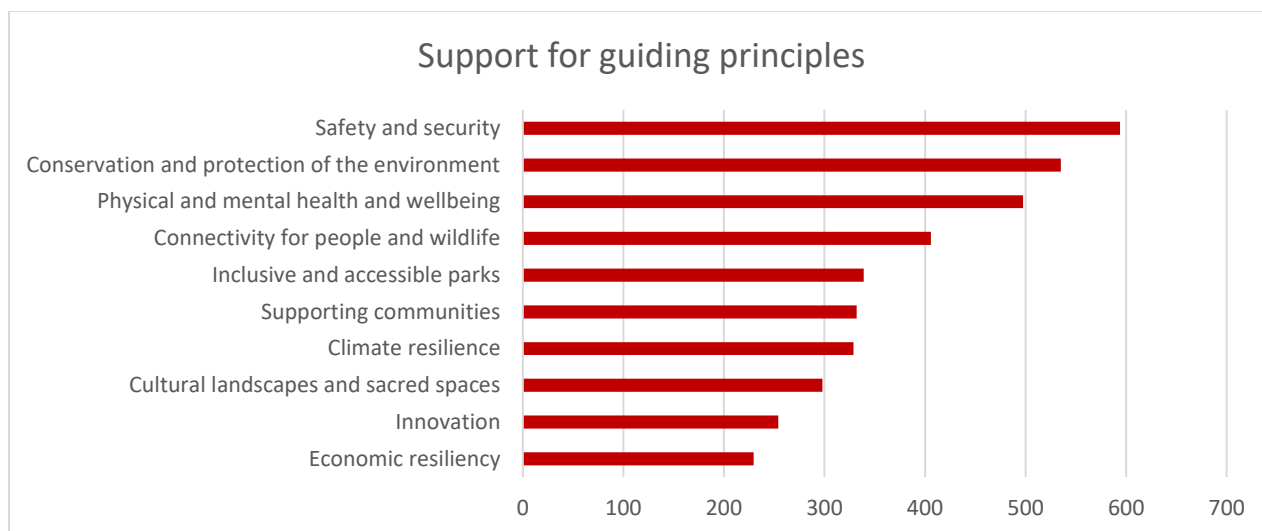 Support for guiding principles
Safety and security
Conservation and protection of the environment
Physical and mental health and wellbeing
Connectivity for people and wildlife
Inclusive and accessible parks
Supporting communities
Climate resilience
Cultural landscapes and sacred spaces
Innovation
Economic resiliency
0 100 200 300 400 500 600 700